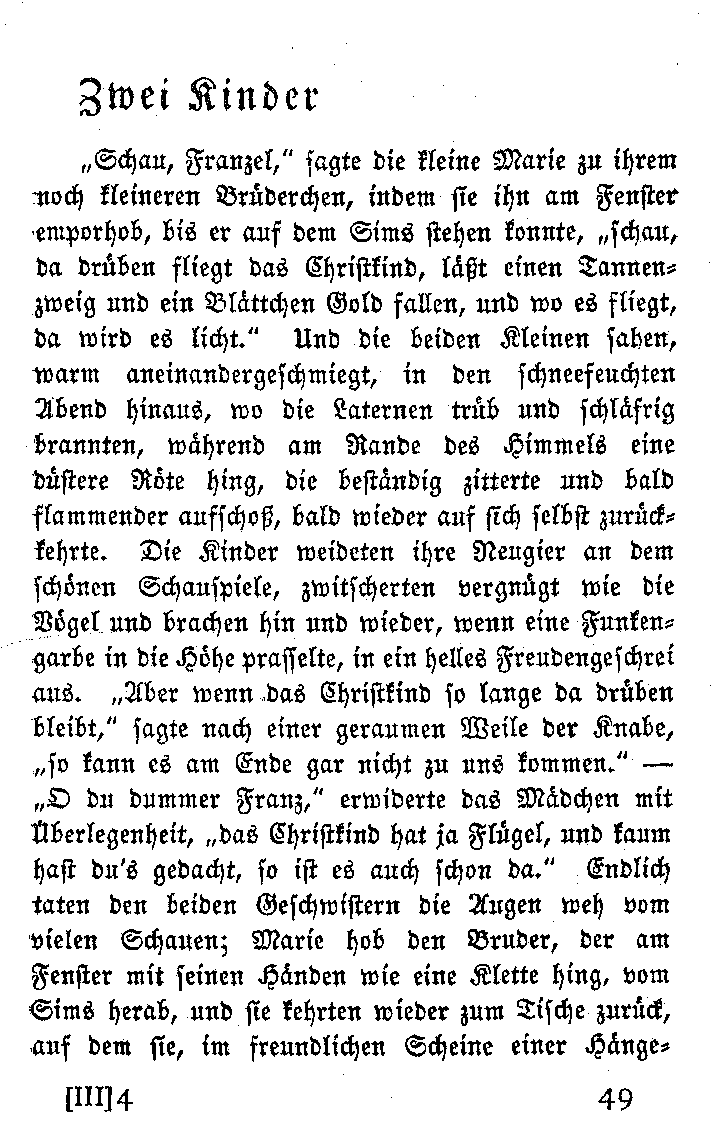 Zwei Kinder
„Schau, Franzel,“ sagte die kleine Marie zu ihrem
noch kleineren Brüderchen, indem sie ihn am Fenster
emporhob, bis er auf dem Sims stehen konnte, „schau,
da drüben fliegt das Christkind, läßt einen Tannen-
zweig und ein Blättchen Gold fallen, und wo es fliegt,
da wird es licht.“ Und die beiden Kleinen sahen,
warm aneinandergeschmiegt, in den schneefeuchten
Abend hinaus, wo die Laternen trüb und schläfrig
brannten, während am Rande des Himmels eine
düstere Röte hing, die beständig zitterte und bald
flammender aufschoß, bald wieder auf sich selbst zurück-
kehrte. Die Kinder weideten ihre Neugier an dem
schönen Schauspiele, zwitscherten vergnügt wie die
Vögel und brachen hin und wieder, wenn eine Funken-
garbe in die Höhe prasselte, in ein helles Freudengeschrei
aus. „Aber wenn das Christkind so lange da drüben
bleibt,“ sagte nach einer geraumen Weile der Knabe,
„so kann es am Ende gar nicht zu uns kommen.“ —
„O du dummer Franz,“ erwiderte das Mädchen mit
Überlegenheit, „das Christkind hat ja Flügel, und kaum
hast du's gedacht, so ist es auch schon da.“ Endlich
taten den beiden Geschwistern die Augen weh vom
vielen Schauen; Marie hob den Bruder, der am
Fenster mit seinen Händen wie eine Klette hing, vom
Sims herab, und sie kehrten wieder zum Tische zurück,
auf dem sie, im freundlichen Scheine einer Hänge-
[III] 4 49